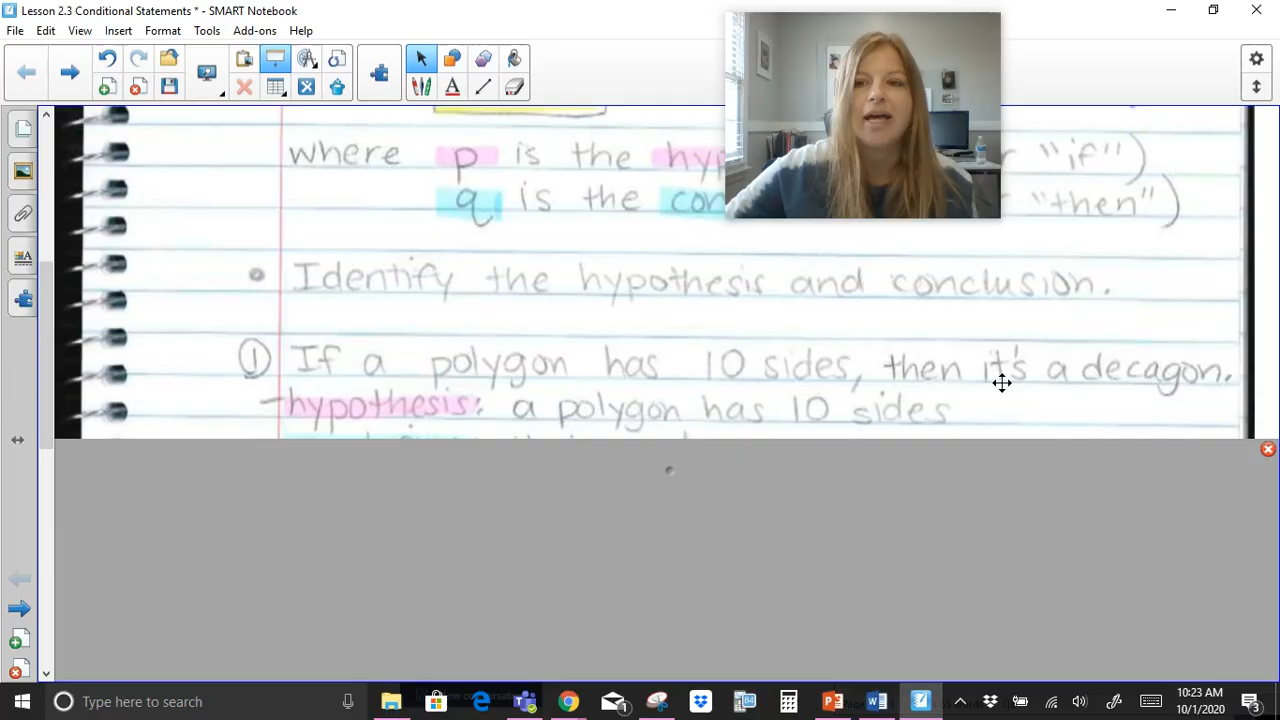 Lesson 2.3 Conditional Statements * - SMART Notebook
File Edit View Insert Format Tools Add-ons Help
where p is the "if")
q is the "then")
• Identify the hypothesis and conclusion.
① If a polygon has 10 sides, then it's a decagon.
-hypothesis: a polygon has 10 sides
Type here to search
10:23 AM
10/1/2020